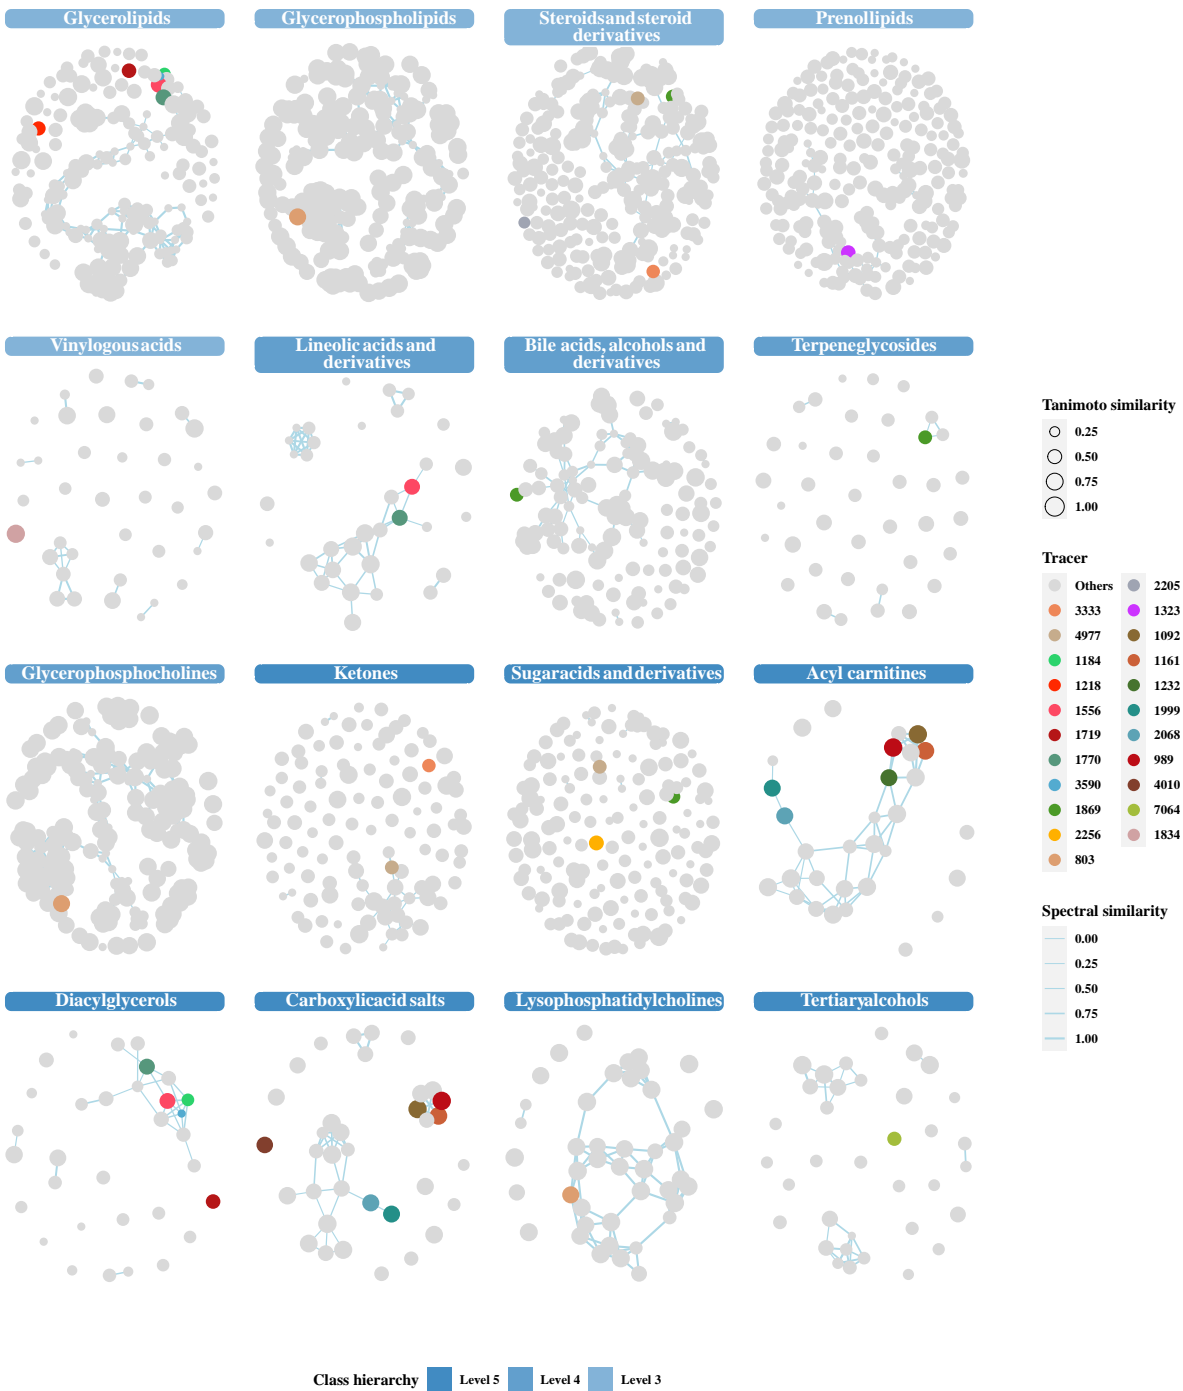 Glycerolipids
Glycerophospholipids
Steroidsandsteroid
derivatives
Prenollipids
Vinylogousacids
Lineolicacids and
derivatives
Bile acids, alcohols and
derivatives
Terpeneglycosides
Glycerophosphocholines
Ketones
Sugaracids andderivatives
Acyl carnitines
Diacylglycerols
Carboxylicacid salts
Lysophosphatidylcholines
Tertiaryalcohols
Tanimoto similarity
0.25
0.50
0.75
1.00
Tracer
Others 2205
3333 1323
4977 1092
1184 1161
1218 1232
1556 1999
1719 2068
1770 989
3590 4010
1869 7064
2256 1834
803
Spectral similarity
0.00
0.25
0.50
0.75
1.00
Class hierarchy Level 5 Level 4 Level 3